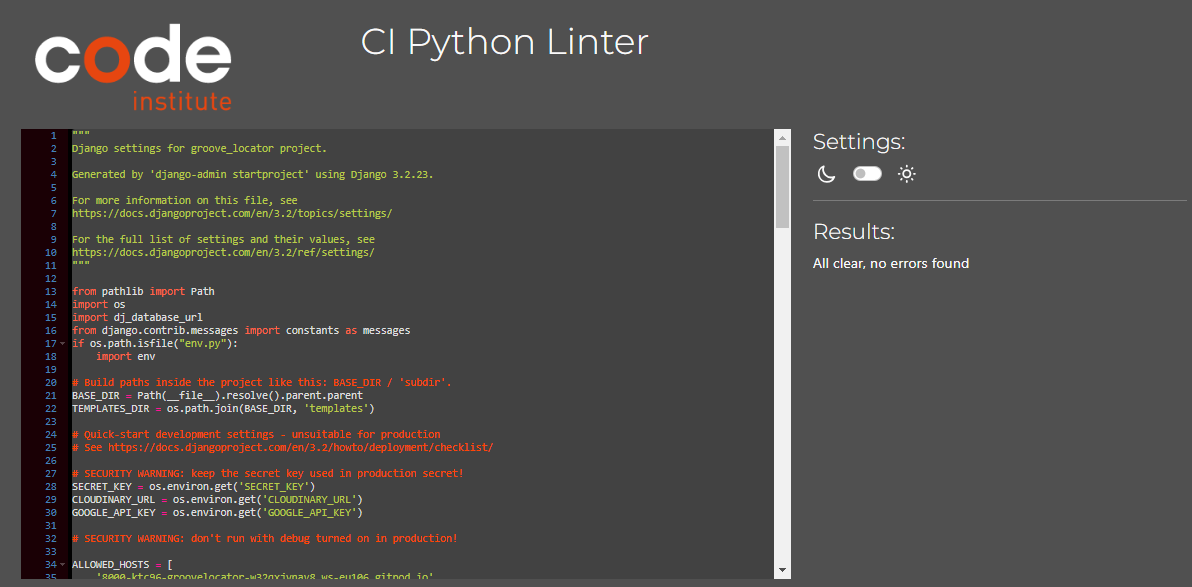 code
institute
CI Python Linter
1 """
2 Django settings for groove_locator project.
3
4 Generated by 'django-admin startproject' using Django 3.2.23.
5
6 For more information on this file, see
7 https://docs.djangoproject.com/en/3.2/topics/settings/
8
9 For the full list of settings and their values, see
10 https://docs.djangoproject.com/en/3.2/ref/settings/
11 """
12
13 from pathlib import Path
14 import os
15 import dj_database_url
16 from django.contrib.messages import constants as messages
17 if os.path.isfile("env.py"):
18     import env
19
20 # Build paths inside the project like this: BASE_DIR / 'subdir'.
21 BASE_DIR = Path(__file__).resolve().parent.parent
22 TEMPLATES_DIR = os.path.join(BASE_DIR, 'templates')
23
24 # Quick-start development settings - unsuitable for production
25 # See https://docs.djangoproject.com/en/3.2/howto/deployment/checklist/
26
27 # SECURITY WARNING: keep the secret key used in production secret!
28 SECRET_KEY = os.environ.get('SECRET_KEY')
29 CLOUDINARY_URL = os.environ.get('CLOUDINARY_URL')
30 GOOGLE_API_KEY = os.environ.get('GOOGLE_API_KEY')
31
32 # SECURITY WARNING: don't run with debug turned on in production!
33
34 ALLOWED_HOSTS = [
35
Settings:
Results:
All clear, no errors found